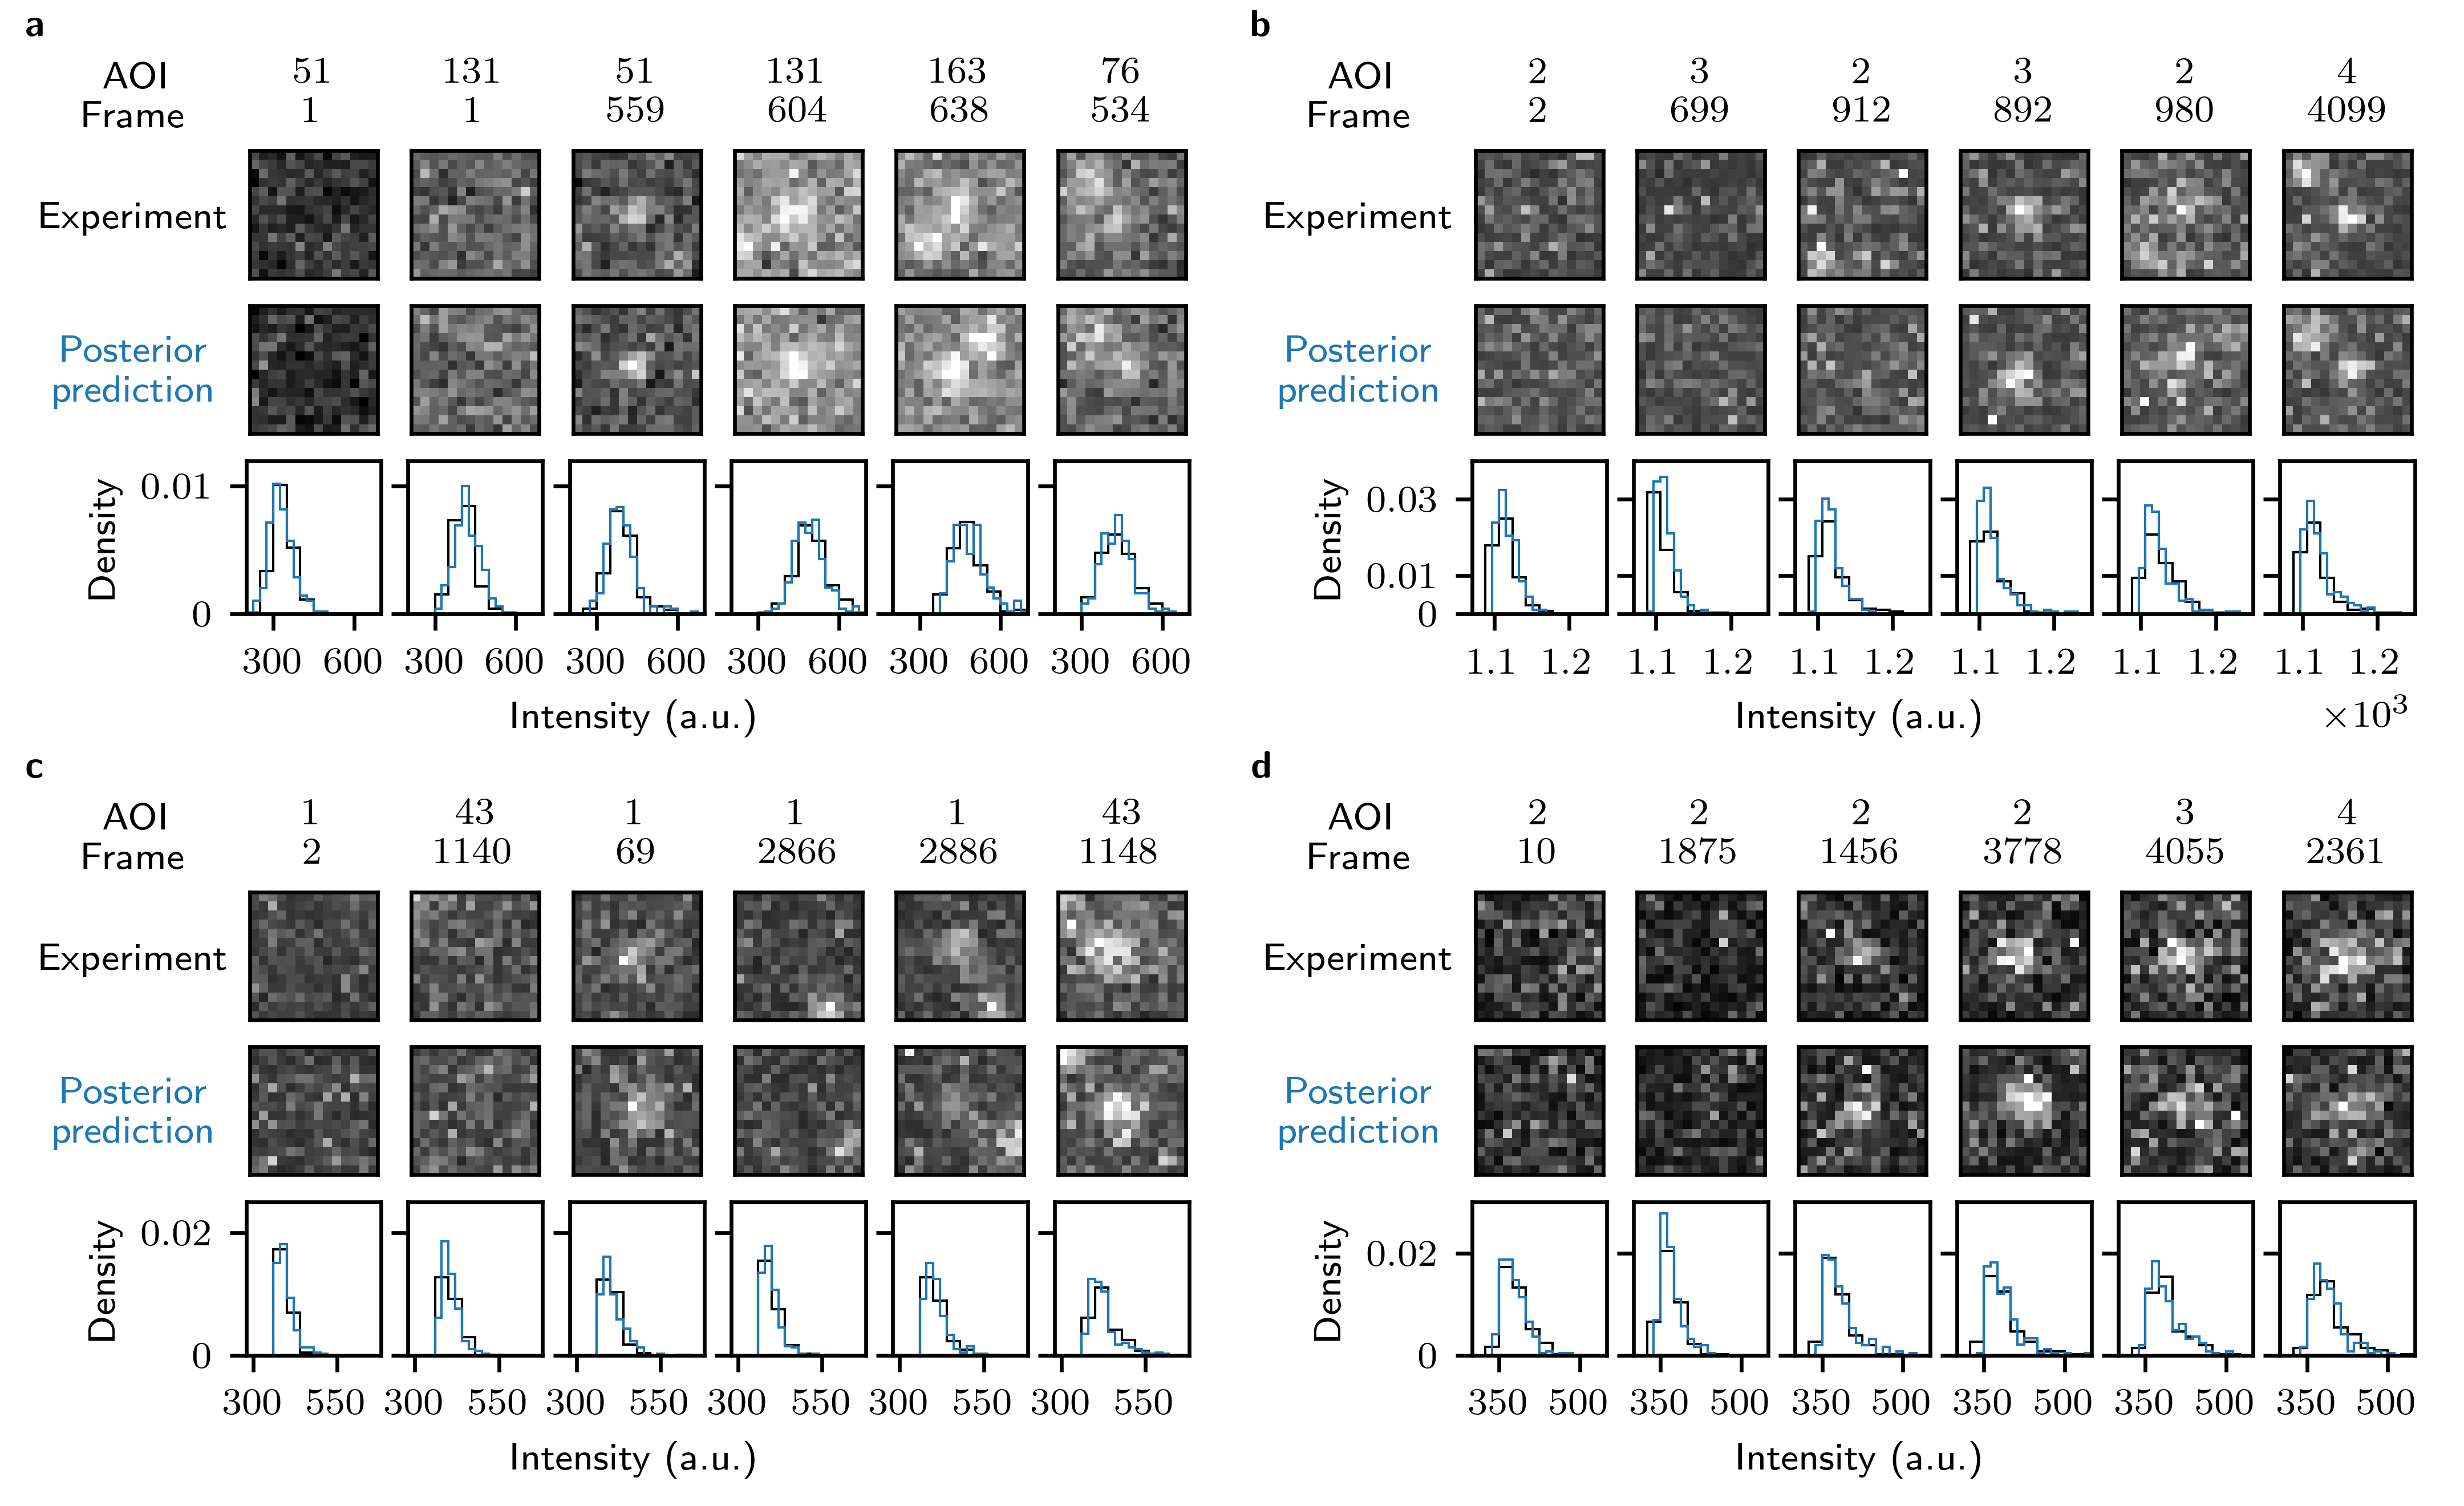 a
AOI 51 131 51 131 163 76
Frame 1 1 559 604 638 534
Experiment
Posterior
prediction
Density
0.01
0
300 600 300 600 300 600 300 600 300 600 300 600
Intensity (a.u.)
b
AOI 2 3 2 3 2 4
Frame 2 699 912 892 980 4099
Experiment
Posterior
prediction
Density
0.03
0.01
0
1.1 1.2 1.1 1.2 1.1 1.2 1.1 1.2 1.1 1.2 1.1 1.2
Intensity (a.u.) ×10³
c
AOI 1 43 1 1 1 43
Frame 2 1140 69 2866 2886 1148
Experiment
Posterior
prediction
Density
0.02
0
300 550 300 550 300 550 300 550 300 550 300 550
Intensity (a.u.)
d
AOI 2 2 2 2 3 4
Frame 10 1875 1456 3778 4055 2361
Experiment
Posterior
prediction
Density
0.02
0
350 500 350 500 350 500 350 500 350 500 350 500
Intensity (a.u.)